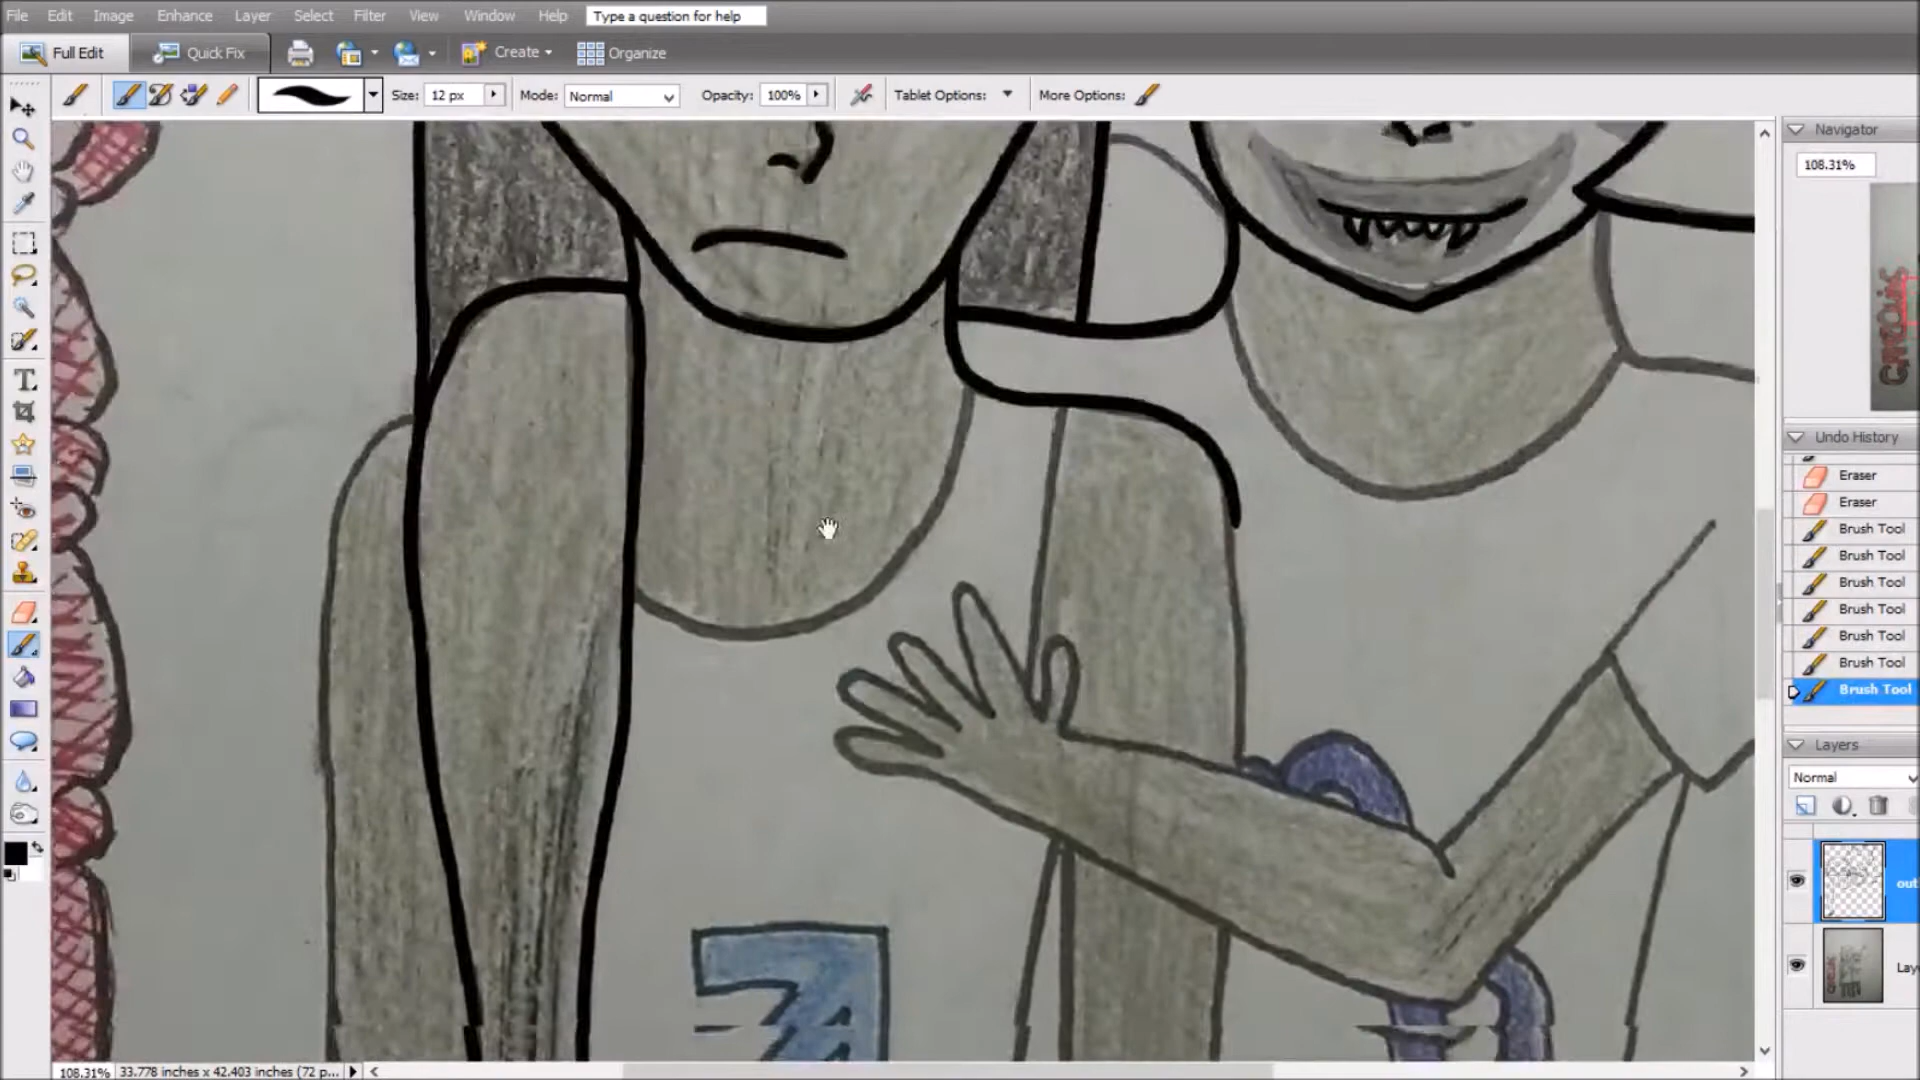 File Edit Image Enhance Layer Select Filter View Window Help Type a question for help
Full Edit Quick Fix Create Organize
Size: 12 px Mode: Normal Opacity: 100% Tablet Options: More Options:
Navigator
108.31%
Undo History
Eraser
Eraser
Brush Tool
Brush Tool
Brush Tool
Brush Tool
Brush Tool
Brush Tool
Brush Tool
Layers
Normal
out
Lay
108.31% 33.778 inches x 42.403 inches (72 p...